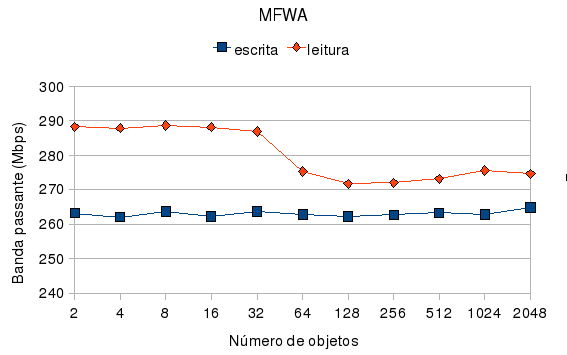 MFWA
escrita leitura
300
290
280
270
260
250
240
Banda passante (Mbps)
2 4 8 16 32 64 128 256 512 1024 2048
Número de objetos